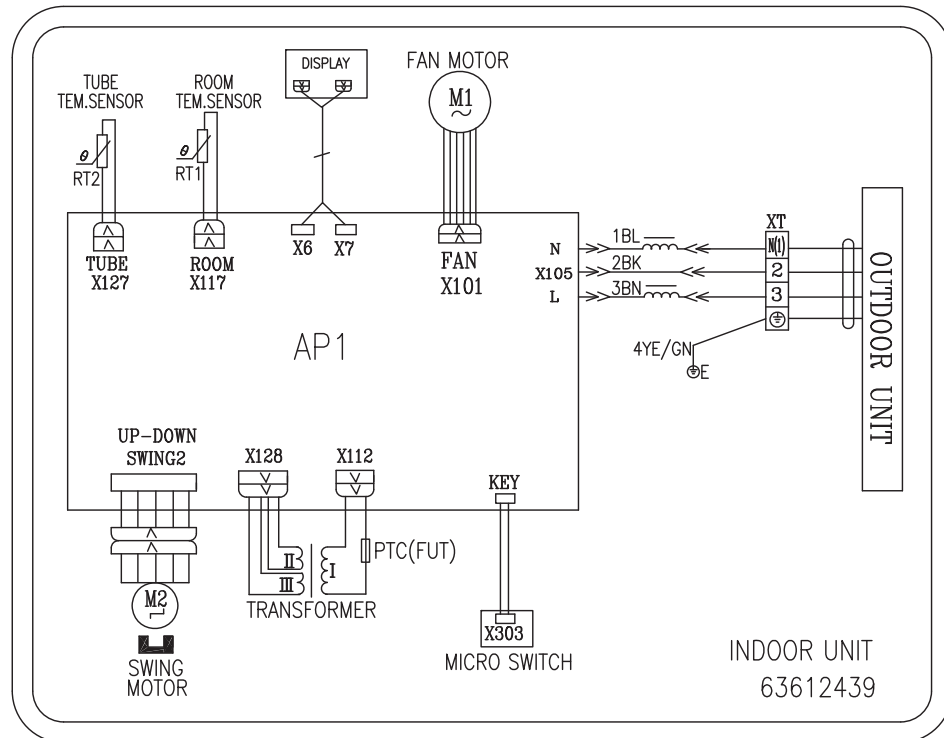 TUBE
TEM.SENSOR
ROOM
TEM.SENSOR
DISPLAY
FAN MOTOR
M1
~
θ
RT2
θ
RT1
TUBE
X127
ROOM
X117
X6
X7
FAN
X101
N
X105
L
1BL
2BK
3BN
XT
N(1)
2
3
4YE/GN
E
OUTDOOR UNIT
AP1
UP-DOWN
SWING2
X128
X112
KEY
M2
SWING
MOTOR
II
III
I
PTC(FUT)
TRANSFORMER
X303
MICRO SWITCH
INDOOR UNIT
63612439